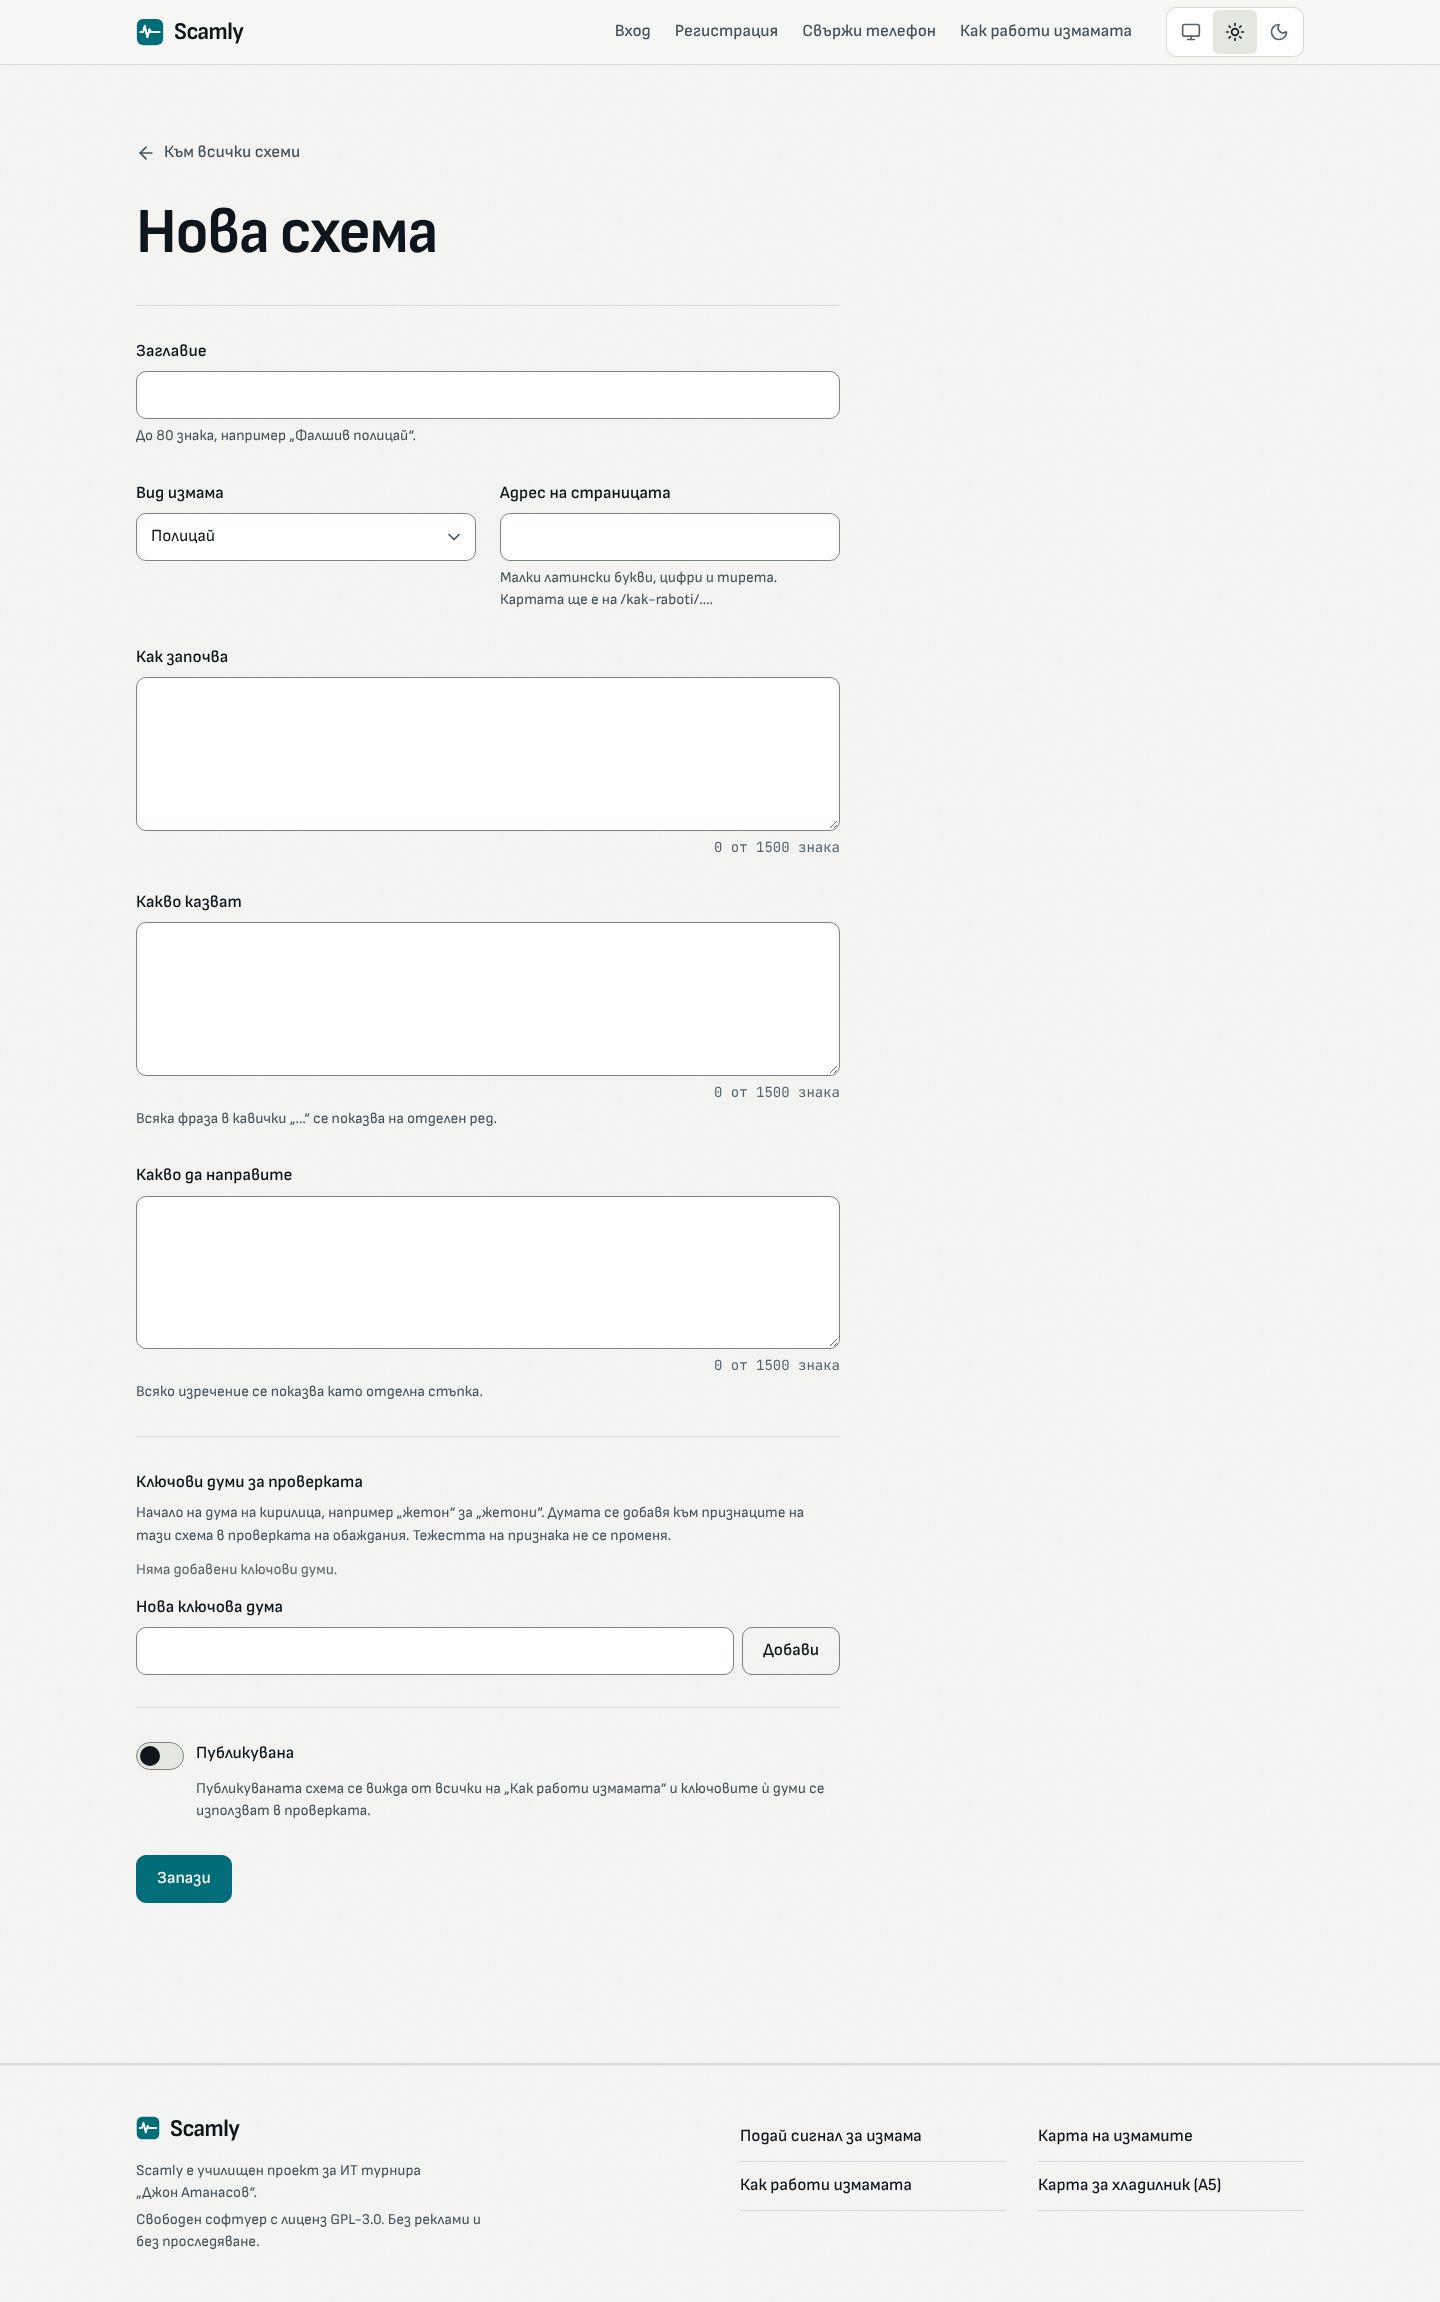 Scamly
Вход
Регистрация
Свържи телефон
Как работи измамата
Към всички схеми
Нова схема
Заглавие
До 80 знака, например „Фалшив полицай“.
Вид измама
Полицай
Адрес на страницата
Малки латински букви, цифри и тирета.
Картата ще е на /kak-raboti/….
Как започва
0 от 1500 знака
Какво казват
0 от 1500 знака
Всяка фраза в кавички „…“ се показва на отделен ред.
Какво да направите
0 от 1500 знака
Всяко изречение се показва като отделна стъпка.
Ключови думи за проверката
Начало на дума на кирилица, например „жетон“ за „жетони“. Думата се добавя към признаците на
тази схема в проверката на обаждания. Тежестта на признака не се променя.
Няма добавени ключови думи.
Нова ключова дума
Добави
Публикувана
Публикуваната схема се вижда от всички на „Как работи измамата“ и ключовите ѝ думи се
използват в проверката.
Запази
Scamly
Scamly е училищен проект за ИТ турнира
„Джон Атанасов“.
Свободен софтуер с лиценз GPL-3.0. Без реклами и
без проследяване.
Подай сигнал за измама
Как работи измамата
Карта на измамите
Карта за хладилник (А5)